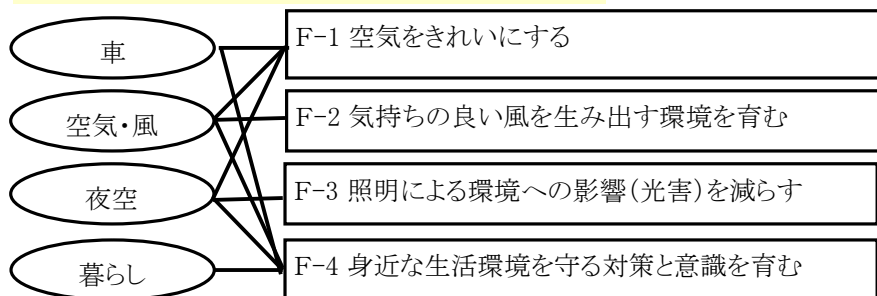 車
F-1 空気をきれいにする
空気・風
F-2 気持ちの良い風を生み出す環境を育む
夜空
F-3 照明による環境への影響(光害)を減らす
暮らし
F-4 身近な生活環境を守る対策と意識を育む